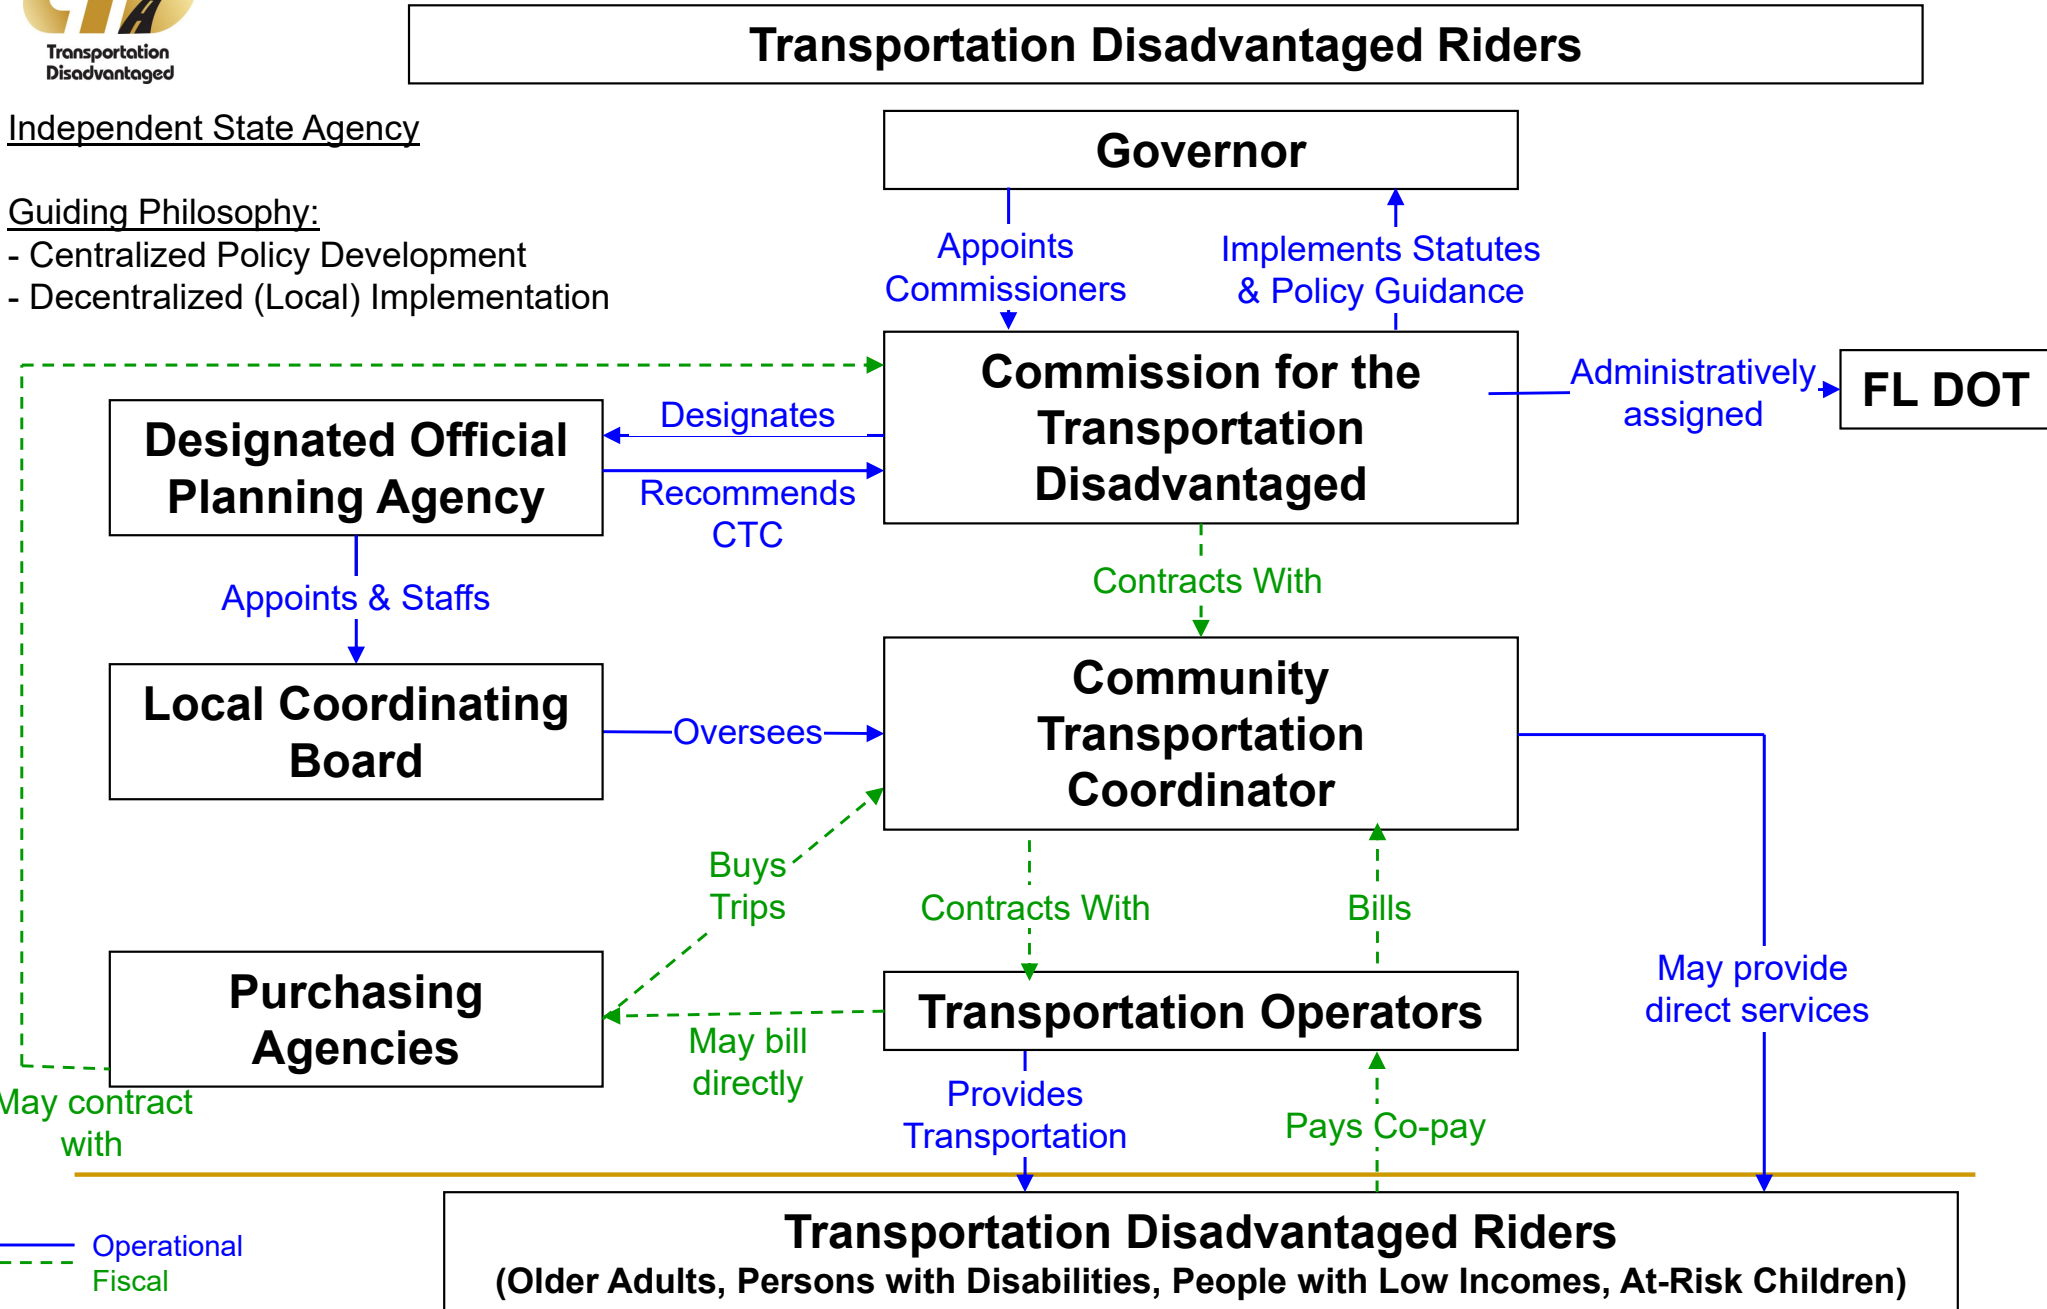 Transportation
Disadvantaged
Transportation Disadvantaged Riders
Independent State Agency
Guiding Philosophy:
- Centralized Policy Development
- Decentralized (Local) Implementation
Governor
Appoints
Commissioners
Implements Statutes
& Policy Guidance
Commission for the
Transportation
Disadvantaged
Administratively
assigned
FL DOT
Designates
Recommends
CTC
Designated Official
Planning Agency
Appoints & Staffs
Contracts With
Local Coordinating
Board
Oversees
Community
Transportation
Coordinator
Buys
Trips
Contracts With
Bills
May provide
direct services
Purchasing
Agencies
May bill
directly
Transportation Operators
May contract
with
Provides
Transportation
Pays Co-pay
Operational
Fiscal
Transportation Disadvantaged Riders
(Older Adults, Persons with Disabilities, People with Low Incomes, At-Risk Children)